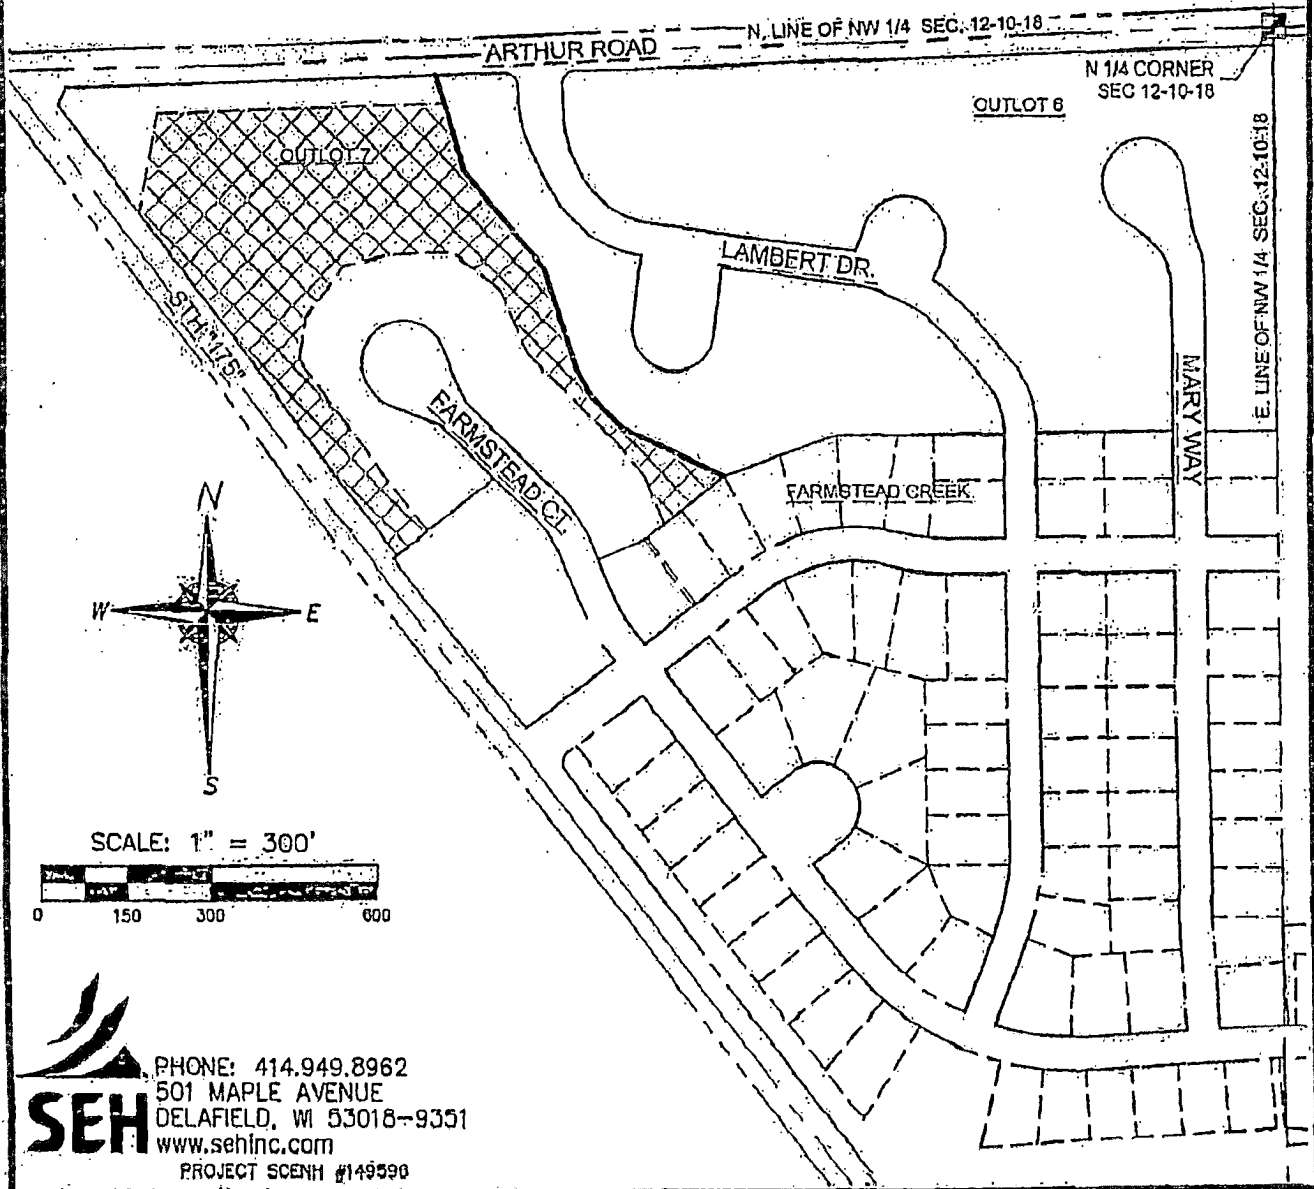 N. LINE OF NW 1/4 SEC. 12-10-18
ARTHUR ROAD
N 1/4 CORNER
SEC 12-10-18
OUTLOT 6
OUTLOT 7
E. LINE OF NW 1/4 SEC. 12-10-18
LAMBERT DR.
STH "175"
MARY WAY
FARMSTEAD CT.
FARMSTEAD CREEK
N
W
E
S
SCALE: 1" = 300'
0 150 300 600
PHONE: 414.949.8962
501 MAPLE AVENUE
DELAFIELD, WI 53018-9351
www.sehinc.com
SEH
PROJECT SCENH #149596